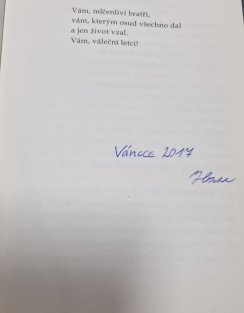 Vám, mlčenliví bratři,
vám, kterým osud všechno dal
a jen život vzal.
Vám, váleční letci!
Vánoce 2017